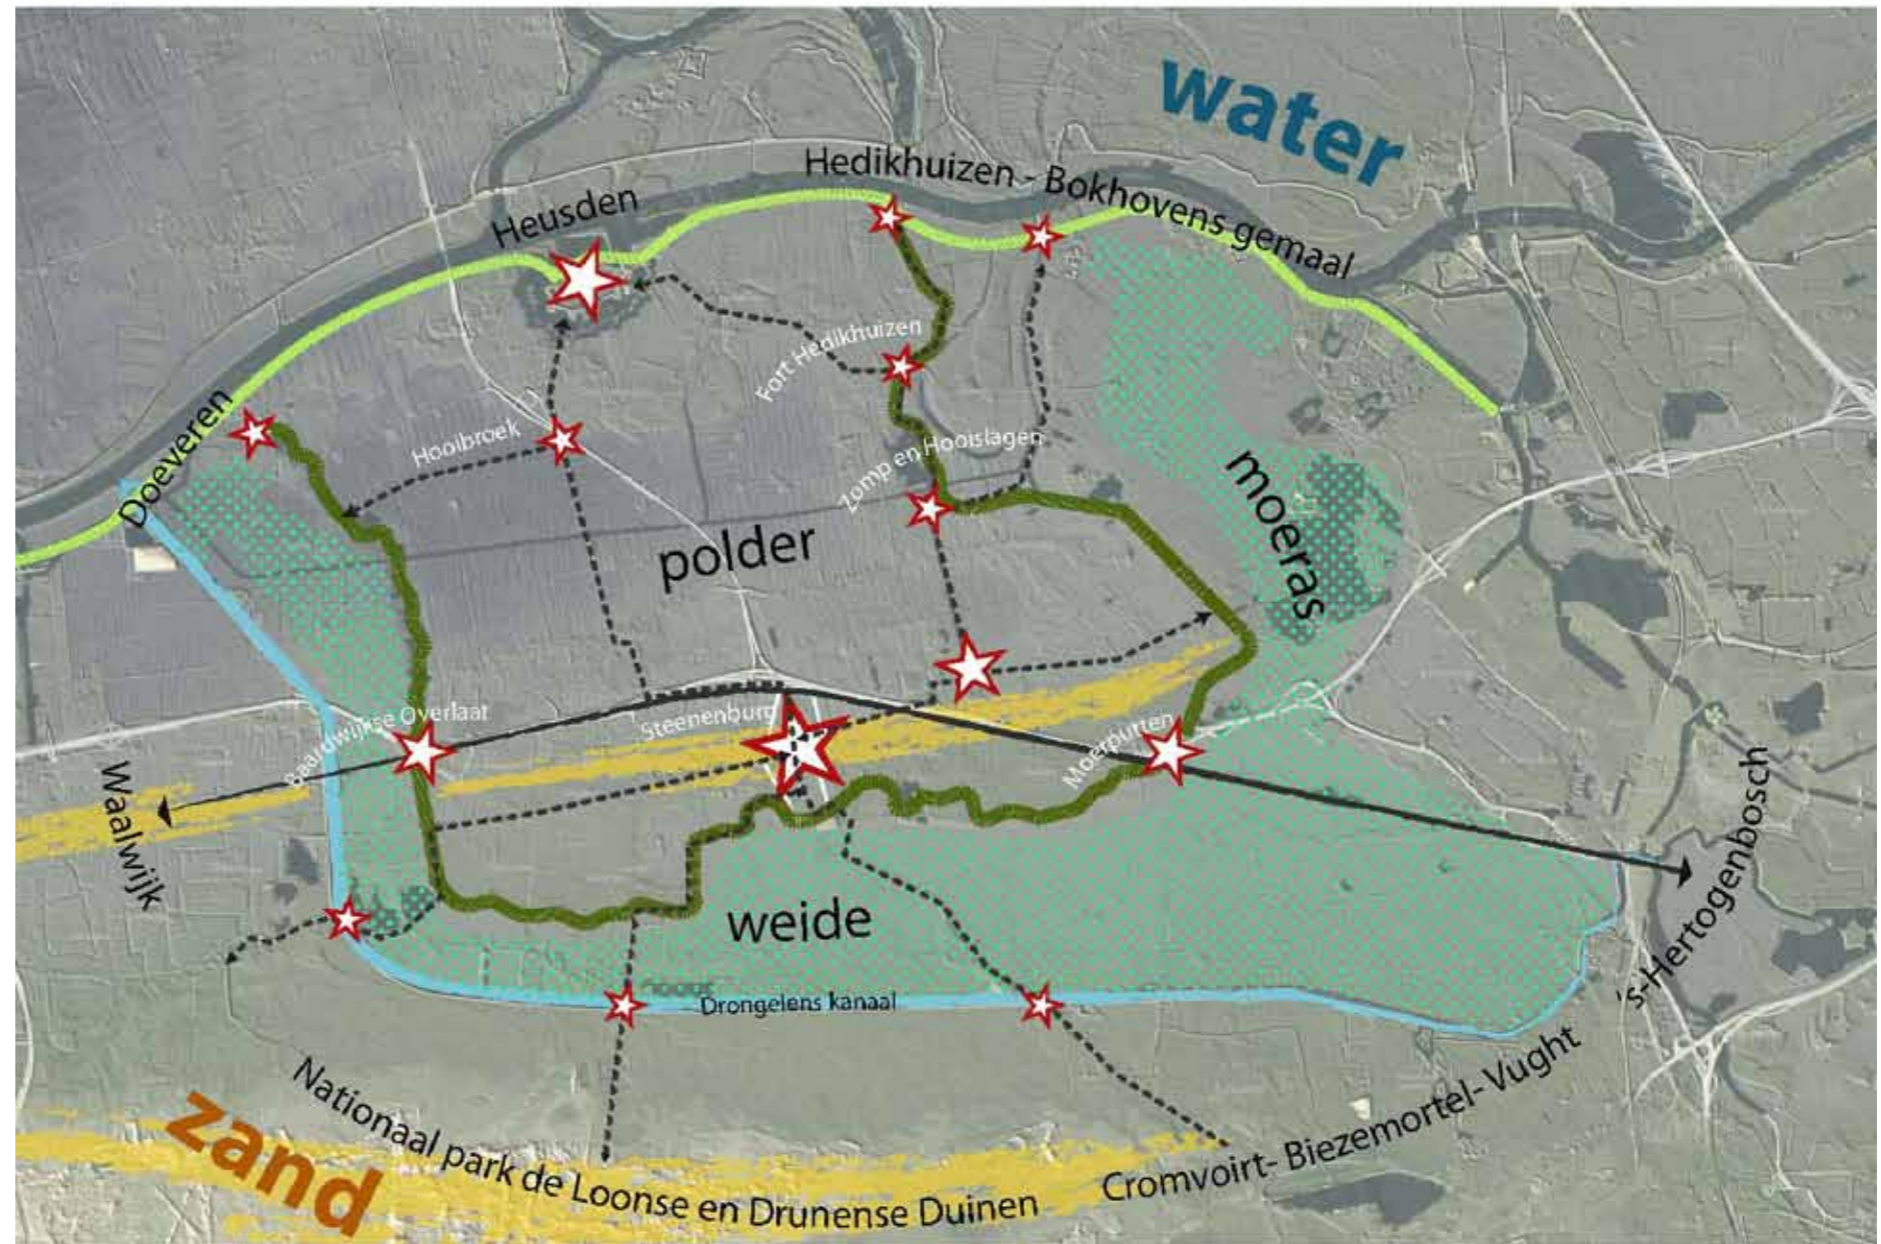 water
Hedikhuizen - Bokhovens gemaal
Heusden
Fort Hedikhuizen
Doeveren
Hooibroek
Zomp en Hooislagen
moeras
polder
Baardwijkse Overlaat
Steenenburg
Moerputten
Waalwijk
's-Hertogenbosch
weide
Drongelens kanaal
Nationaal park de Loonse en Drunense Duinen
Cromvoirt- Biezemortel- Vught
zand